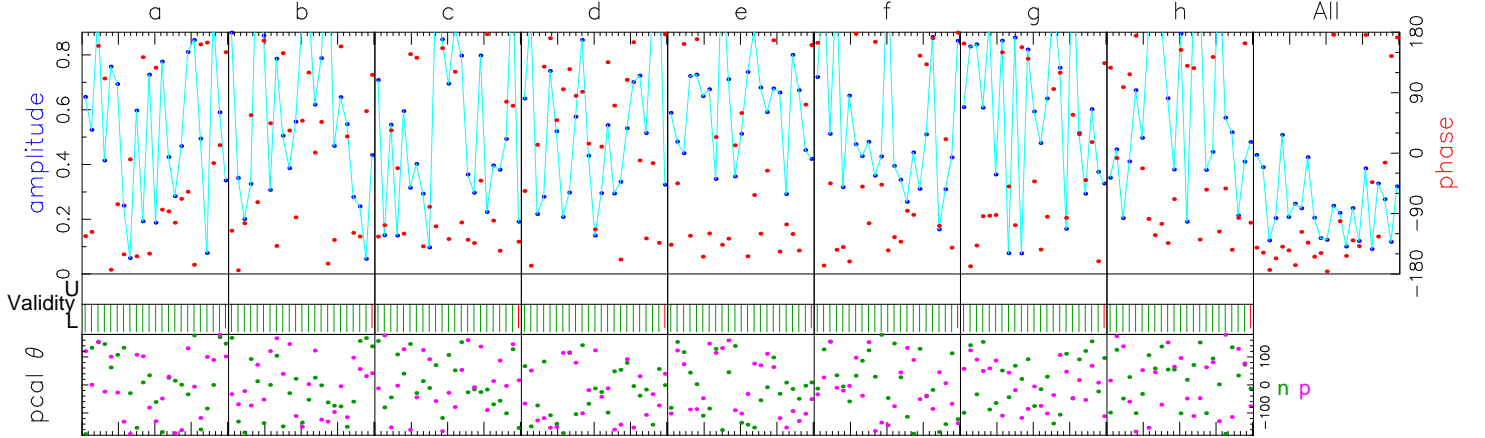 a b c d e f g h All
amplitude
0 0.2 0.4 0.6 0.8
phase
180 90 0 −90 −180
Validity
U
L
pcal θ
100 0 −100
n p